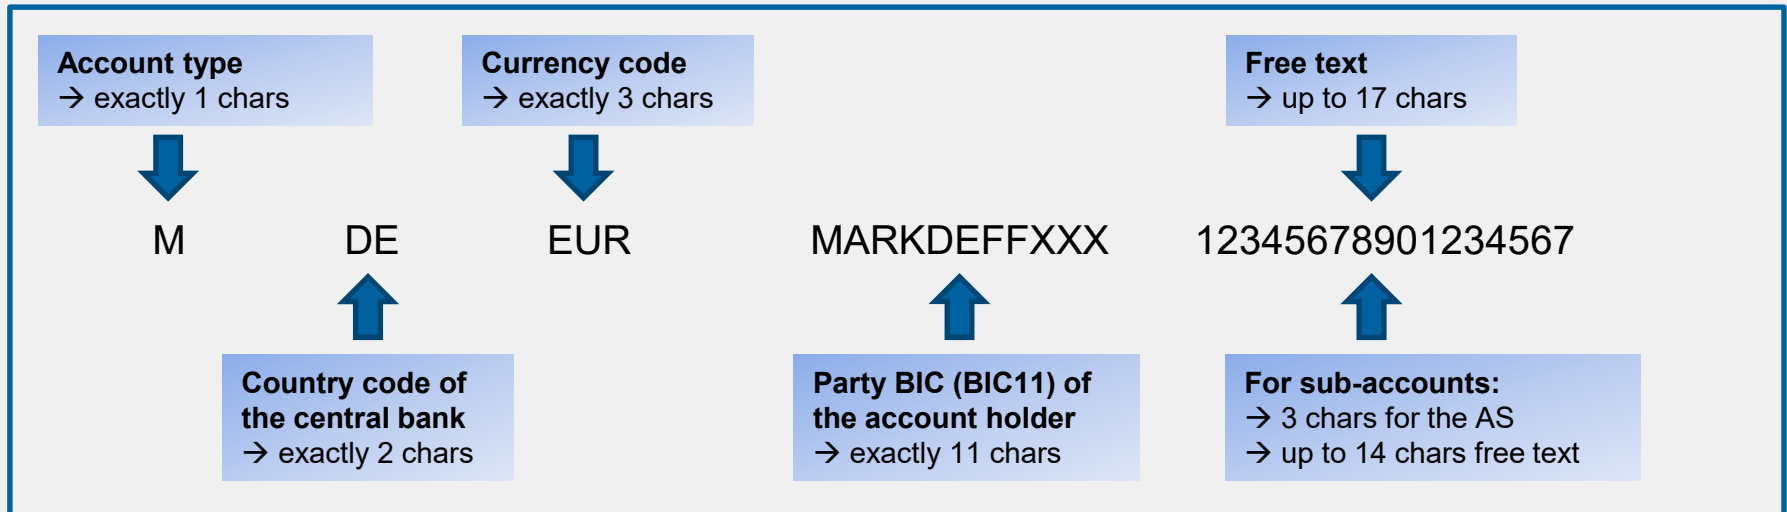 Account type
→ exactly 1 chars
Currency code
→ exactly 3 chars
Free text
→ up to 17 chars
M DE EUR MARKDEFFXXX 12345678901234567
Country code of
the central bank
→ exactly 2 chars
Party BIC (BIC11) of
the account holder
→ exactly 11 chars
For sub-accounts:
→ 3 chars for the AS
→ up to 14 chars free text